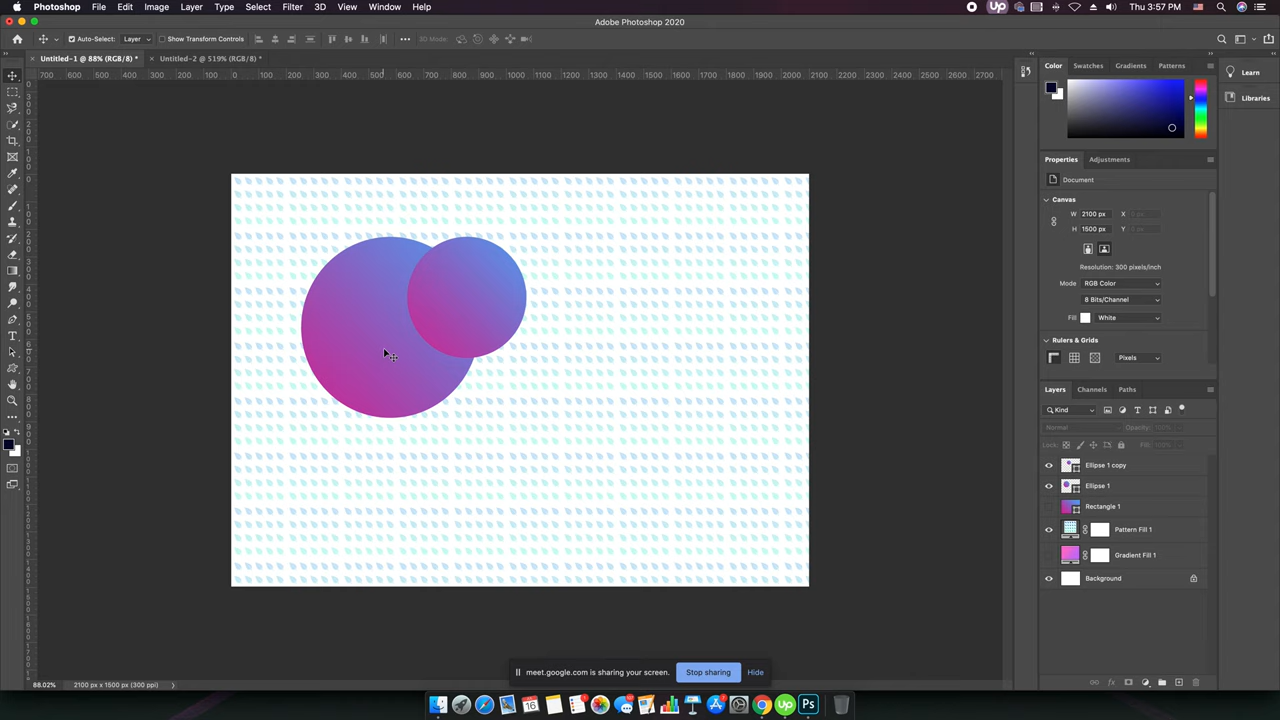 Photoshop File Edit Image Layer Type Select Filter 3D View Window Help Thu 3:57 PM
Adobe Photoshop 2020
Auto-Select: Layer Show Transform Controls 3D Mode:
Untitled-1 @ 88% (RGB/8) * Untitled-2 @ 519% (RGB/8) *
700 600 500 400 300 200 100 0 100 200 300 400 500 600 700 800 900 1000 1100 1200 1300 1400 1500 1600 1700 1800 1900 2000 2100 2200 2300 2400 2500 2600 2700
Color Swatches Gradients Patterns
Learn
Libraries
Properties Adjustments
Document
Canvas
W 2100 px X
H 1500 px Y
Resolution: 300 pixels/inch
Mode RGB Color
8 Bits/Channel
Fill White
Rulers & Grids
Pixels
Layers Channels Paths
Kind
Normal Opacity:
Lock: Fill: 100%
Ellipse 1 copy
Ellipse 1
Rectangle 1
Pattern Fill 1
Gradient Fill 1
Background
meet.google.com is sharing your screen. Stop sharing Hide
88.02% 2100 px x 1500 px (300 ppi)
16
Up
Ps